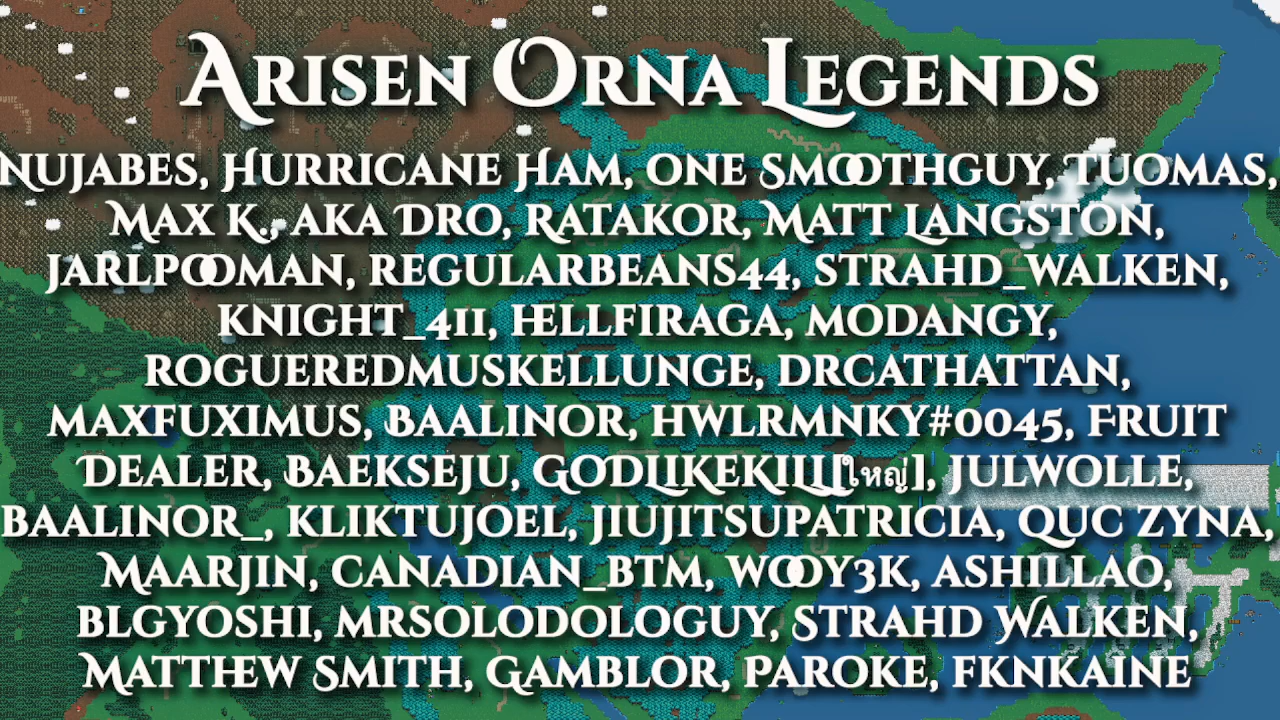 Arisen Orna Legends
Nujabes, Hurricane Ham, one Smoothguy, Tuomas,
Max K., aka Dro, Ratakor, Matt Langston,
jarlpooman, regularbeans44, strahd_walken,
knight_411, Hellfiraga, modangy,
rogueredmuskellunge, drcathattan,
maxfuximus, Baalinor, hwlrmnky#0045, Fruit
Dealer, Baekseju, GODLIKEKILL[ใหญ่], Julwolle,
baalinor_, kliktujoel, jiujitsupatricia, Quc zyna,
Maarjin, canadian_btm, wooy3k, ashillao,
blgyoshi, mrsolodologuy, Strahd Walken,
Matthew Smith, Gamblor, Paroke, fknkaine